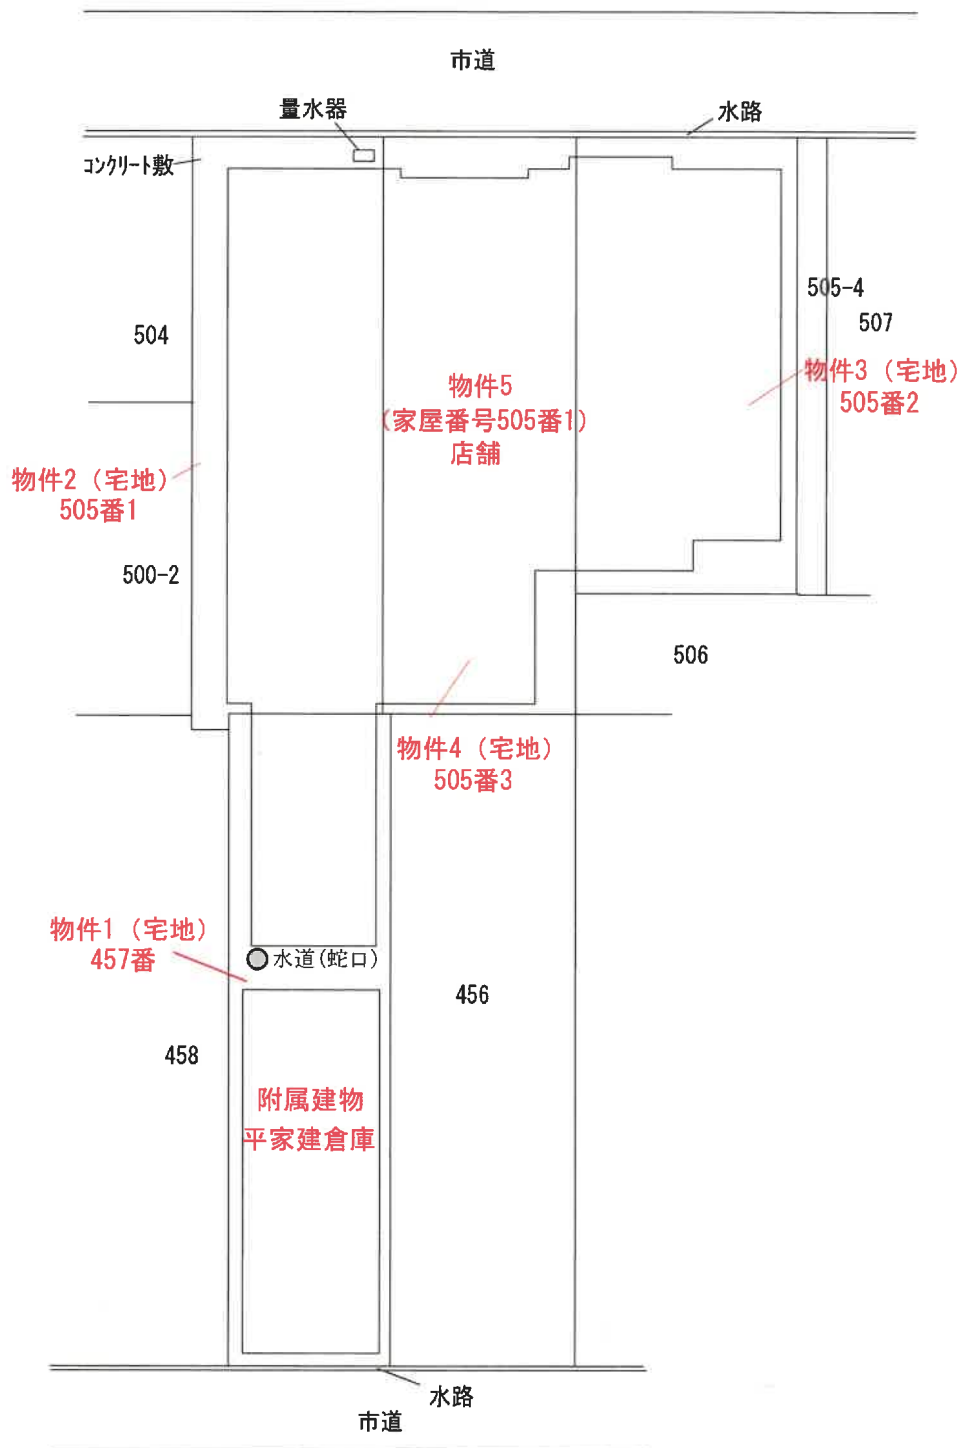 市道
量水器
水路
コンクリート敷
505-4
507
504
物件3(宅地)
505番2
物件5
(家屋番号505番1)
店舗
物件2(宅地)
505番1
500-2
506
物件4(宅地)
505番3
物件1(宅地)
457番
水道(蛇口)
456
458
附属建物
平家建倉庫
水路
市道